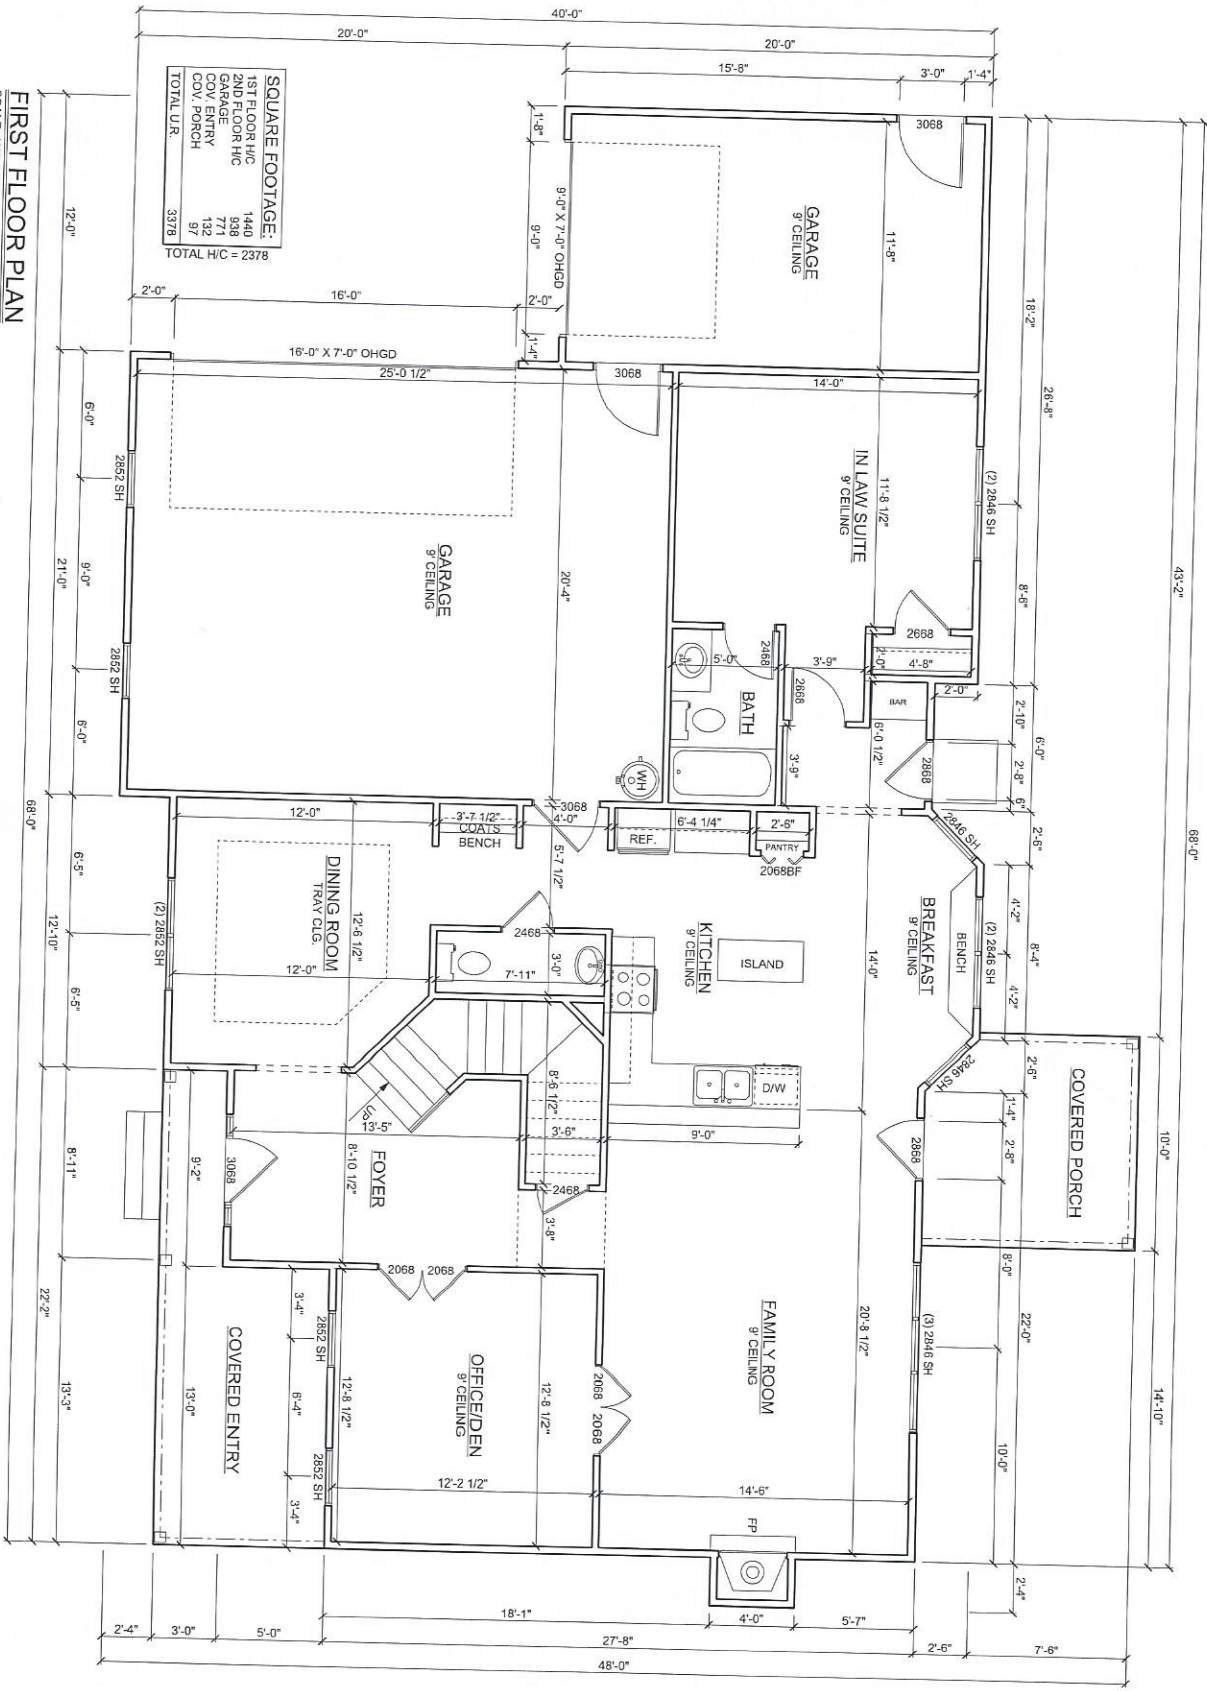 FIRST FLOOR PLAN
SQUARE FOOTAGE:
1ST FLOOR H/C 1440
2ND FLOOR H/C 938
GARAGE 771
COV. ENTRY 132
COV. PORCH 97
TOTAL U.R. 3378
TOTAL H/C = 2378
40'-0"
20'-0"
20'-0"
15'-8"
3'-0"
1'-4"
68'-0"
43'-2"
26'-8"
18'-2"
8'-6"
6'-0"
2'-10"
2'-8"
6"
2'-6"
8'-4"
4'-2"
4'-2"
2'-6"
10'-0"
14'-10"
22'-0"
1'-4"
2'-8"
8'-0"
10'-0"
2'-4"
GARAGE
9' CEILING
3068
11'-8"
1'-8"
9'-0"
9'-0" X 7'-0" OHGD
1'-4"
2'-0"
16'-0"
2'-0"
16'-0" X 7'-0" OHGD
25'-0 1/2"
3068
14'-0"
IN LAW SUITE
9' CEILING
11'-8 1/2"
(2) 2846 SH
2668
2'-0"
4'-8"
2'-0"
BAR
6'-0 1/2"
2868
3'-9"
2668
3'-9"
2468
5'-0"
BATH
GARAGE
9' CEILING
20'-4"
WH
3068
2852 SH
2852 SH
12'-0"
3'-7 1/2"
COATS
BENCH
4'-0"
5'-7 1/2"
REF.
6'-4 1/4"
2'-6"
PANTRY
2068BF
2846 SH
(2) 2846 SH
2846 SH
BENCH
BREAKFAST
9' CEILING
14'-0"
KITCHEN
9' CEILING
ISLAND
D/W
9'-0"
DINING ROOM
TRAY CLG.
12'-6 1/2"
12'-0"
(2) 2852 SH
2468
3'-0"
7'-11"
8'-6 1/2"
UP
13'-5"
3'-6"
2468
3'-8"
FOYER
8'-10 1/2"
3068
9'-2"
COVERED PORCH
2868
(3) 2846 SH
FAMILY ROOM
9' CEILING
20'-8 1/2"
14'-6"
FP
2068 2068
2068 2068
OFFICE/DEN
9' CEILING
12'-8 1/2"
12'-8 1/2"
12'-2 1/2"
2852 SH
2852 SH
3'-4"
6'-4"
3'-4"
13'-0"
COVERED ENTRY
12'-0"
6'-0"
9'-0"
6'-0"
21'-0"
6'-5"
6'-5"
12'-10"
8'-11"
13'-3"
22'-2"
68'-0"
2'-4"
3'-0"
5'-0"
18'-1"
4'-0"
5'-7"
27'-8"
2'-6"
7'-6"
48'-0"